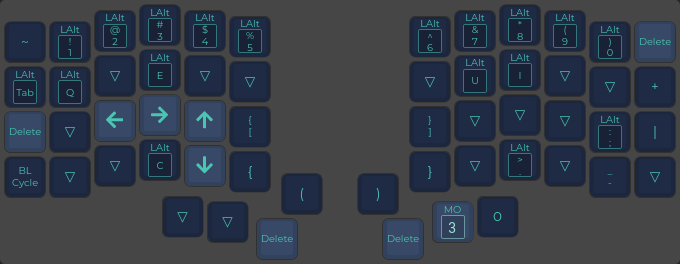 ~ LAlt ! 1 LAlt @ 2 LAlt # 3 LAlt $ 4 LAlt % 5 LAlt ^ 6 LAlt & 7 LAlt * 8 LAlt ( 9 LAlt ) 0 Delete
LAlt Tab LAlt Q ▽ LAlt E ▽ ▽ ▽ LAlt U LAlt I ▽ ▽ +
Delete ▽ ← → ↑ { [ } ] ▽ ▽ ▽ LAlt : ; |
BL Cycle ▽ ▽ LAlt C ↓ { } ▽ LAlt > . ▽ _ - ▽
( )
▽ ▽ Delete Delete MO 3 0